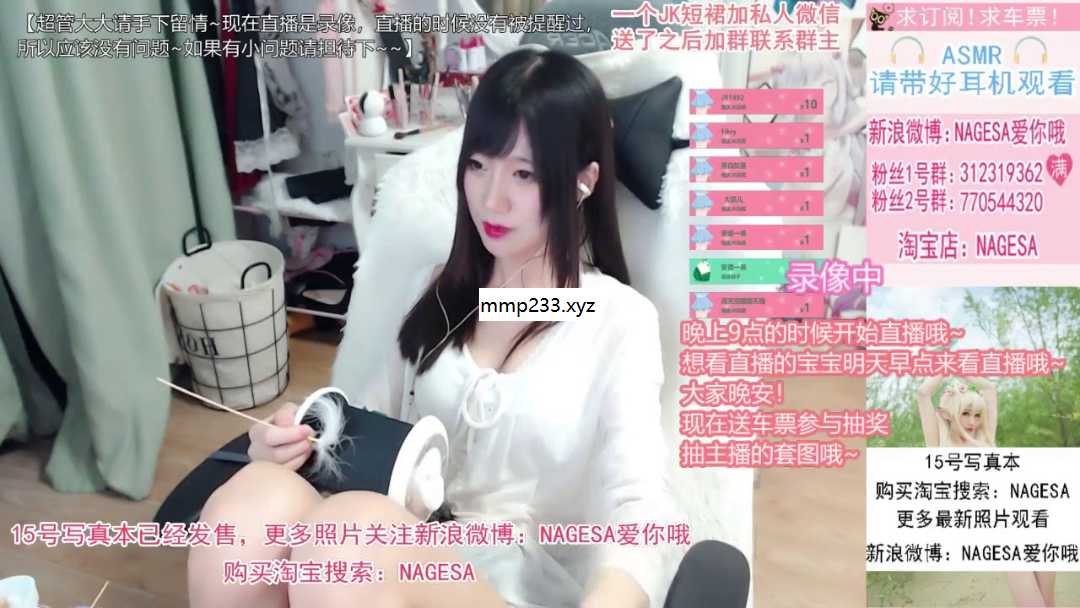 【超管大大请手下留情~现在直播是录像，直播的时候没有被提醒过，
所以应该没有问题~如果有小问题请担待下~~】
一个JK短裙加私人微信
送了之后加群联系群主
求订阅!求车票!
ASMR
请带好耳机观看
新浪微博:NAGESA爱你哦
粉丝1号群:312319362
满
粉丝2号群:770544320
淘宝店: NAGESA
10
1
1
1
1
1
录像中
mmp233.xyz
晚上9点的时候开始直播哦~
想看直播的宝宝明天早点来看直播哦~
大家晚安!
现在送车票参与抽奖
抽主播的套图哦~
15号写真本
购买淘宝搜索: NAGESA
更多最新照片观看
新浪微博: NAGESA爱你哦
15号写真本已经发售，更多照片关注新浪微博: NAGESA爱你哦
购买淘宝搜索: NAGESA